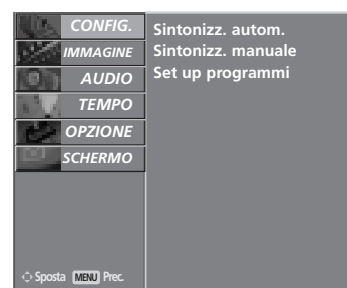 CONFIG.
IMMAGINE
AUDIO
TEMPO
OPZIONE
SCHERMO
Sintonizz. autom.
Sintonizz. manuale
Set up programmi
Sposta MENU Prec.